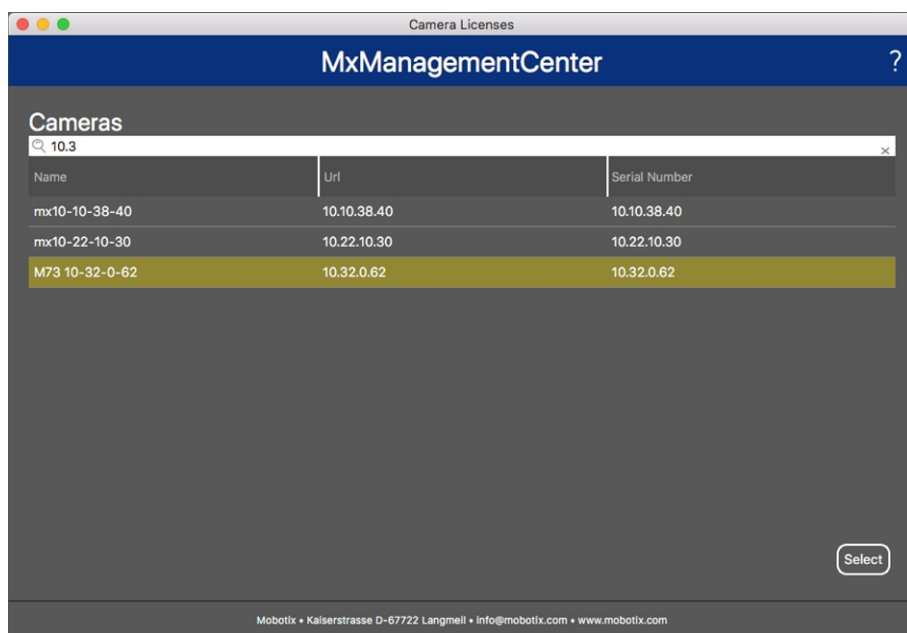 Camera Licenses
MxManagementCenter
?
Cameras
10.3
Name Url Serial Number
mx10-10-38-40 10.10.38.40 10.10.38.40
mx10-22-10-30 10.22.10.30 10.22.10.30
M73 10-32-0-62 10.32.0.62 10.32.0.62
Select
Mobotix • Kaiserstrasse D-67722 Langmeil • info@mobotix.com • www.mobotix.com